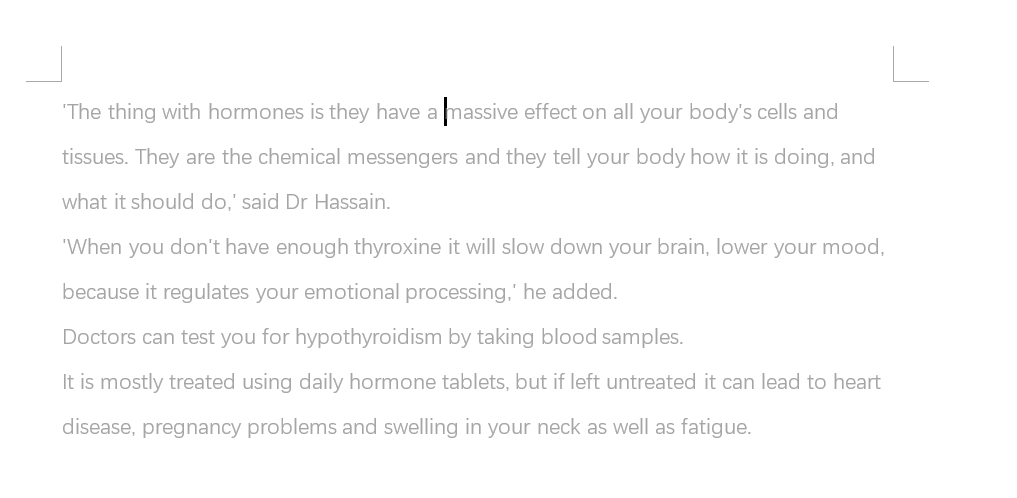 'The thing with hormones is they have a massive effect on all your body's cells and
tissues. They are the chemical messengers and they tell your body how it is doing, and
what it should do,' said Dr Hassain.
'When you don't have enough thyroxine it will slow down your brain, lower your mood,
because it regulates your emotional processing,' he added.
Doctors can test you for hypothyroidism by taking blood samples.
It is mostly treated using daily hormone tablets, but if left untreated it can lead to heart
disease, pregnancy problems and swelling in your neck as well as fatigue.